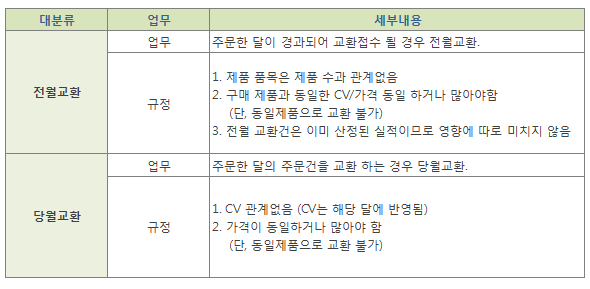 대분류 업무 세부내용
전월교환 업무 주문한 달이 경과되어 교환접수 될 경우 전월교환.
규정
1. 제품 품목은 제품 수과 관계없음
2. 구매 제품과 동일한 CV/가격 동일 하거나 많아야함
(단, 동일제품으로 교환 불가)
3. 전월 교환건은 이미 산정된 실적이므로 영향에 따로 미치지 않음
당월교환 업무 주문한 달의 주문건을 교환 하는 경우 당월교환.
규정
1. CV 관계없음 (CV는 해당 달에 반영됨)
2. 가격이 동일하거나 많아야 함
(단, 동일제품으로 교환 불가)